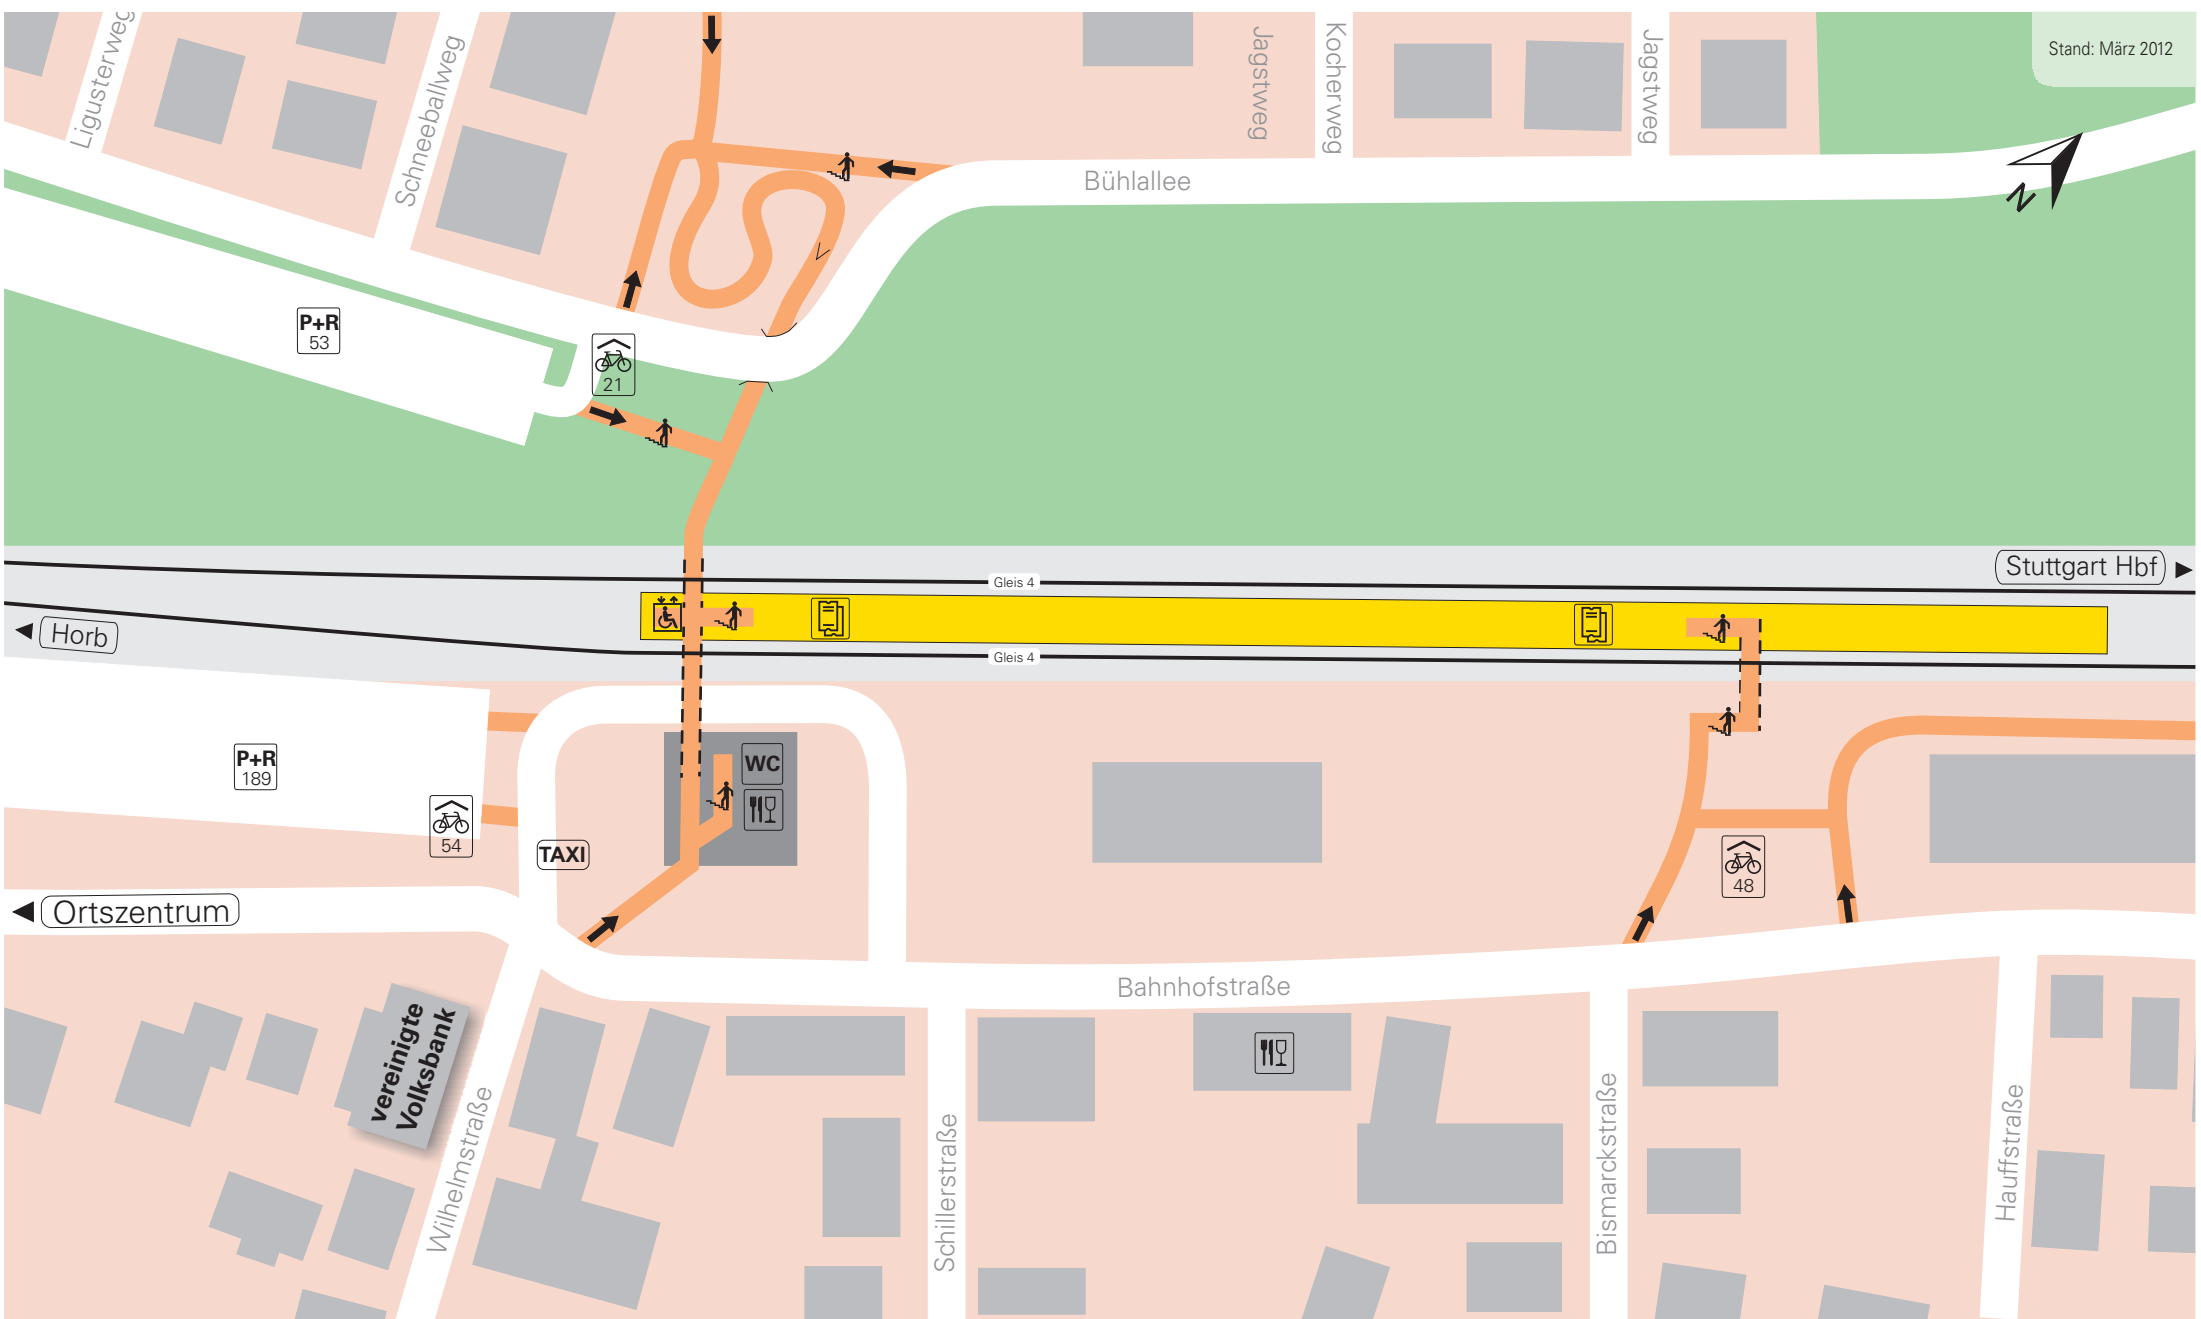 Ligusterweg
Schneeballweg
Jagstweg
Kocherweg
Jagstweg
Stand: März 2012
Bühlallee
N
P+R
53
21
Gleis 4
Stuttgart Hbf
Horb
Gleis 4
P+R
189
WC
54
TAXI
48
Ortszentrum
Bahnhofstraße
vereinigte
Volksbank
Wilhelmstraße
Schillerstraße
Bismarckstraße
Hauffstraße